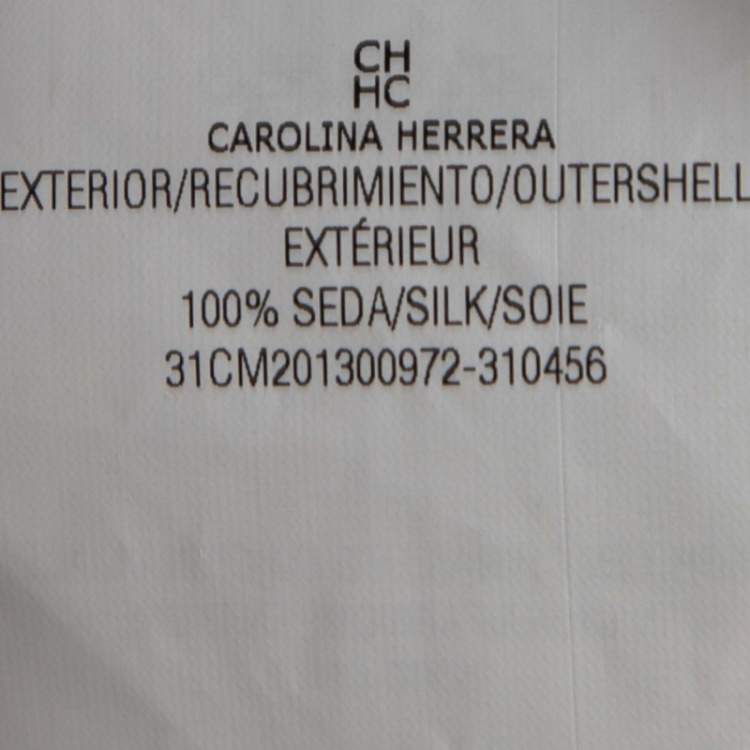 CH
HC
CAROLINA HERRERA
EXTERIOR/RECUBRIMIENTO/OUTERSHELL
EXTÉRIEUR
100% SEDA/SILK/SOIE
31CM201300972-310456